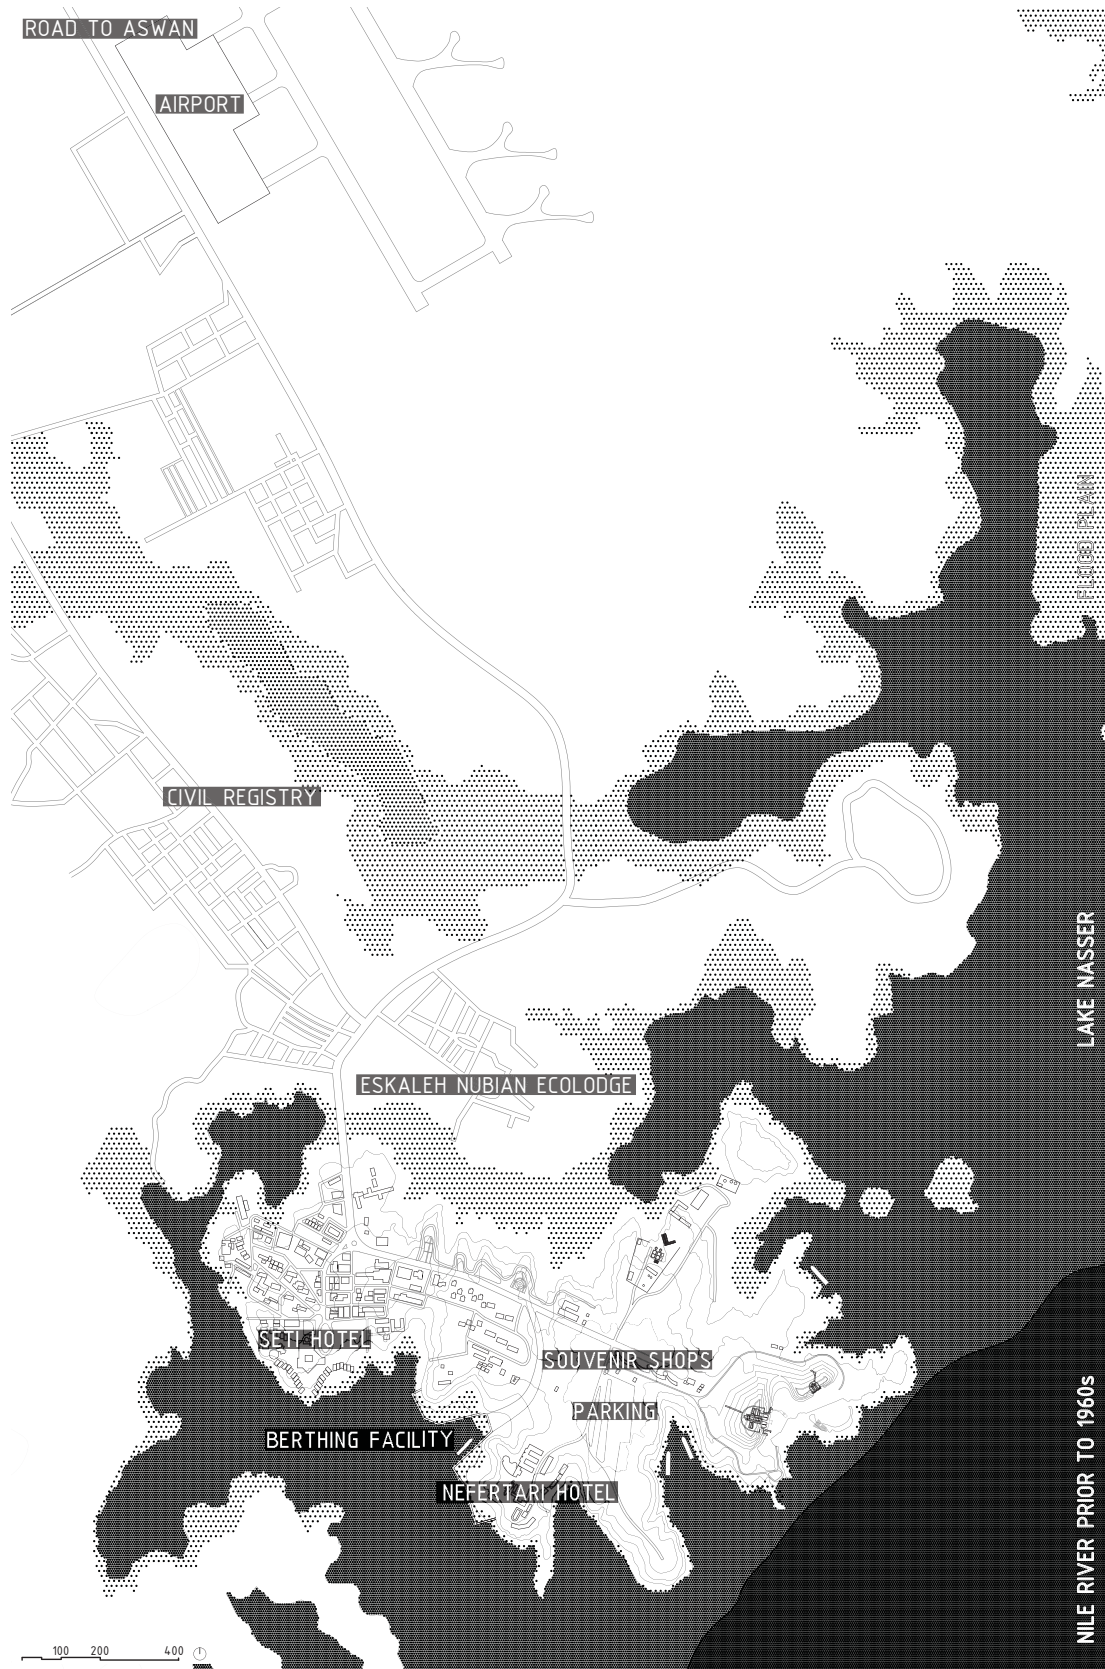 ROAD TO ASWAN
AIRPORT
FLOOD PLAIN
CIVIL REGISTRY
LAKE NASSER
ESKALEH NUBIAN ECOLODGE
SETI HOTEL
SOUVENIR SHOPS
PARKING
BERTHING FACILITY
NEFERTARI HOTEL
NILE RIVER PRIOR TO 1960s
100 200 400